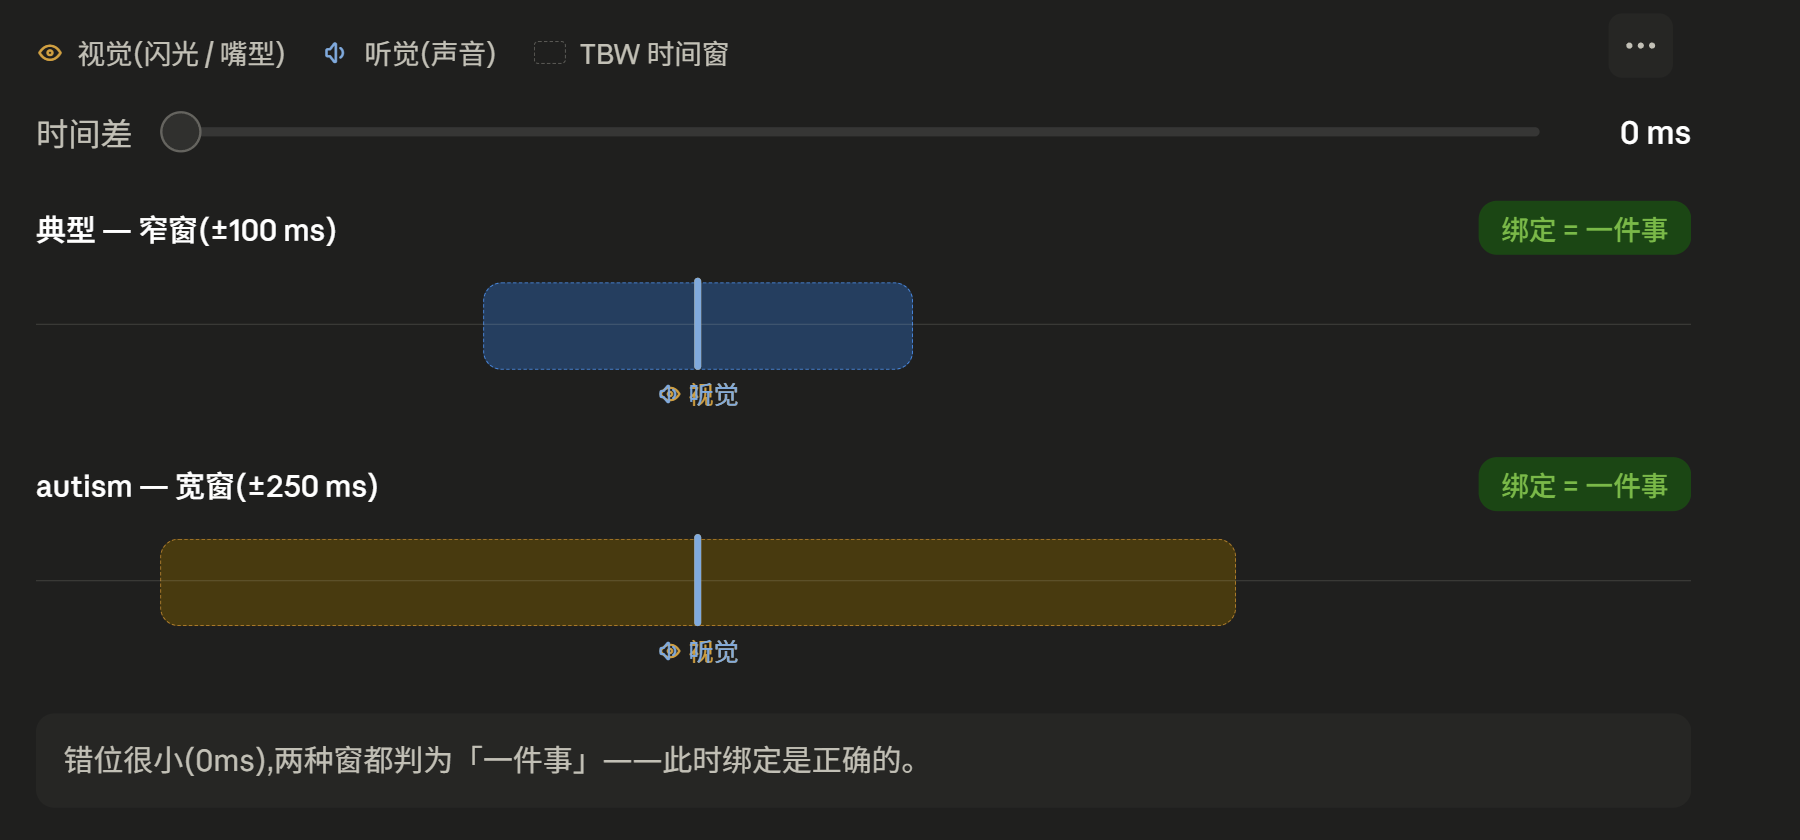 视觉(闪光 / 嘴型) 听觉(声音) TBW 时间窗
时间差 0 ms
典型 — 窄窗(±100 ms) 绑定 = 一件事
autism — 宽窗(±250 ms) 绑定 = 一件事
错位很小(0ms),两种窗都判为「一件事」——此时绑定是正确的。